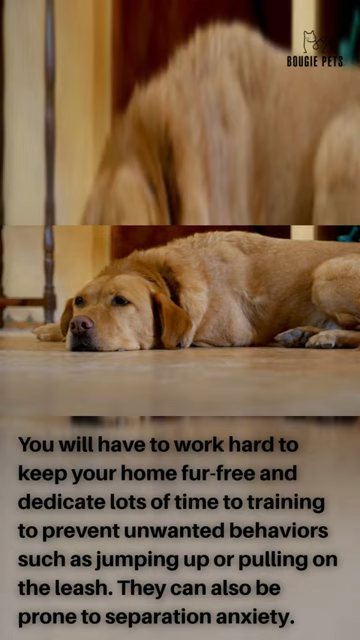 BOUGIE PETS
You will have to work hard to
keep your home fur-free and
dedicate lots of time to training
to prevent unwanted behaviors
such as jumping up or pulling on
the leash. They can also be
prone to separation anxiety.